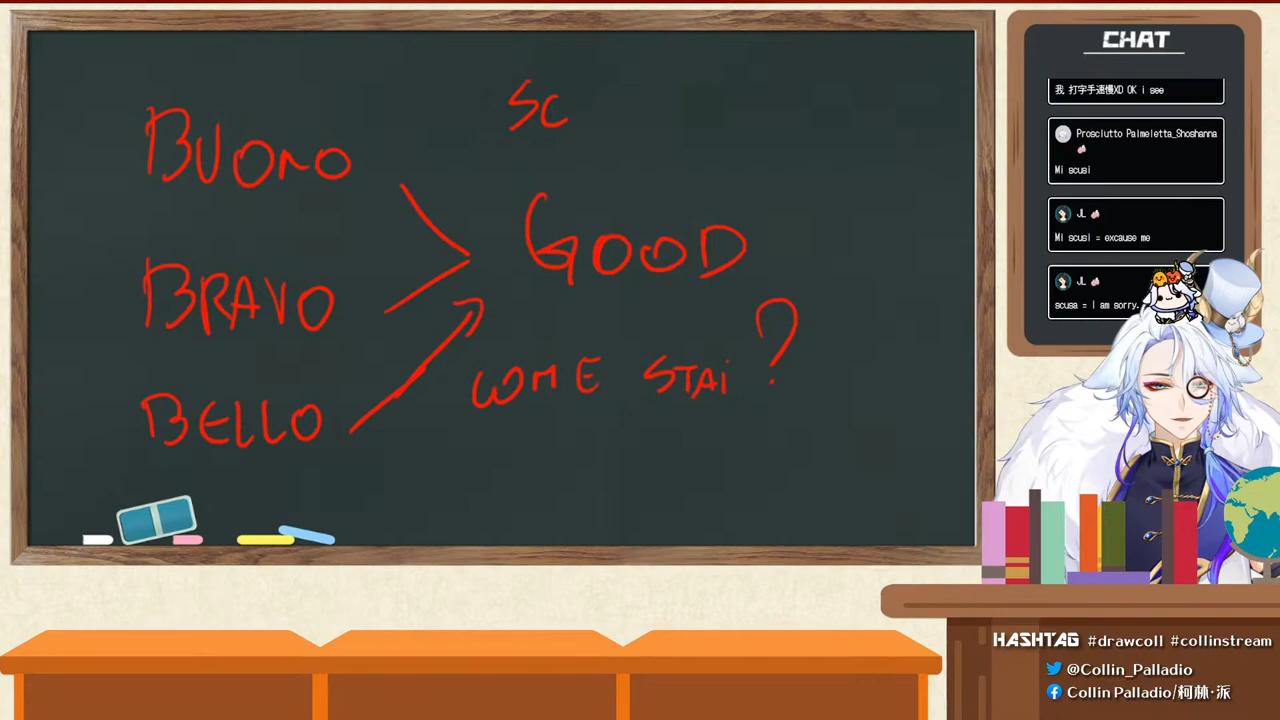 BUONO
BRAVO
BELLO
SC
GOOD
COME STAi ?
CHAT
我 打字手速慢XD OK i see
Prosciutto Palmeletta_Shoshanna
Mi scusi
JL
Mi scusi = excause me
JL
scusa = I am sorry.
HASHTAG #drawcoll #collinstream
@Collin_Palladio
Collin Palladio/柯林·派